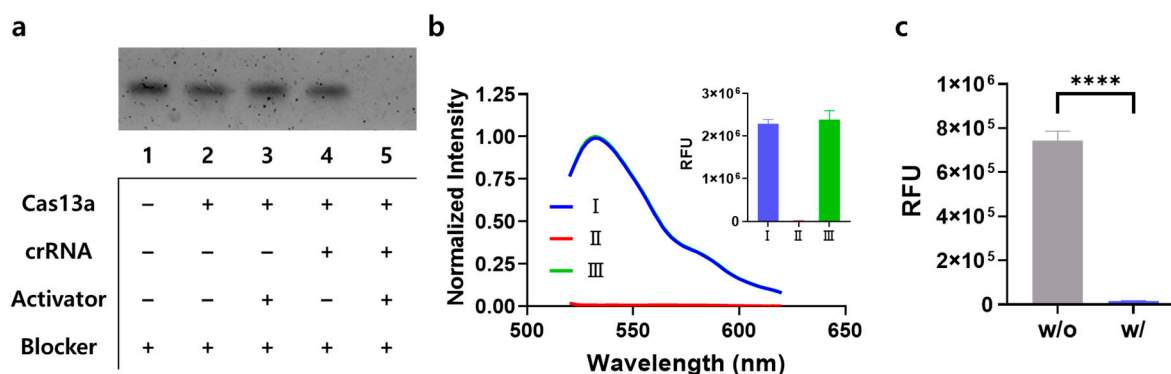 a
1 2 3 4 5
Cas13a – + + + +
crRNA – – – + +
Activator – – + – +
Blocker + + + + +
b
Normalized Intensity
1.25
1.00
0.75
0.50
0.25
0.00
500 550 600 650
Wavelength (nm)
Ⅰ
Ⅱ
Ⅲ
RFU
3×10⁶
2×10⁶
1×10⁶
0
Ⅰ Ⅱ Ⅲ
c
RFU
1×10⁶
8×10⁵
6×10⁵
4×10⁵
2×10⁵
0
****
w/o w/